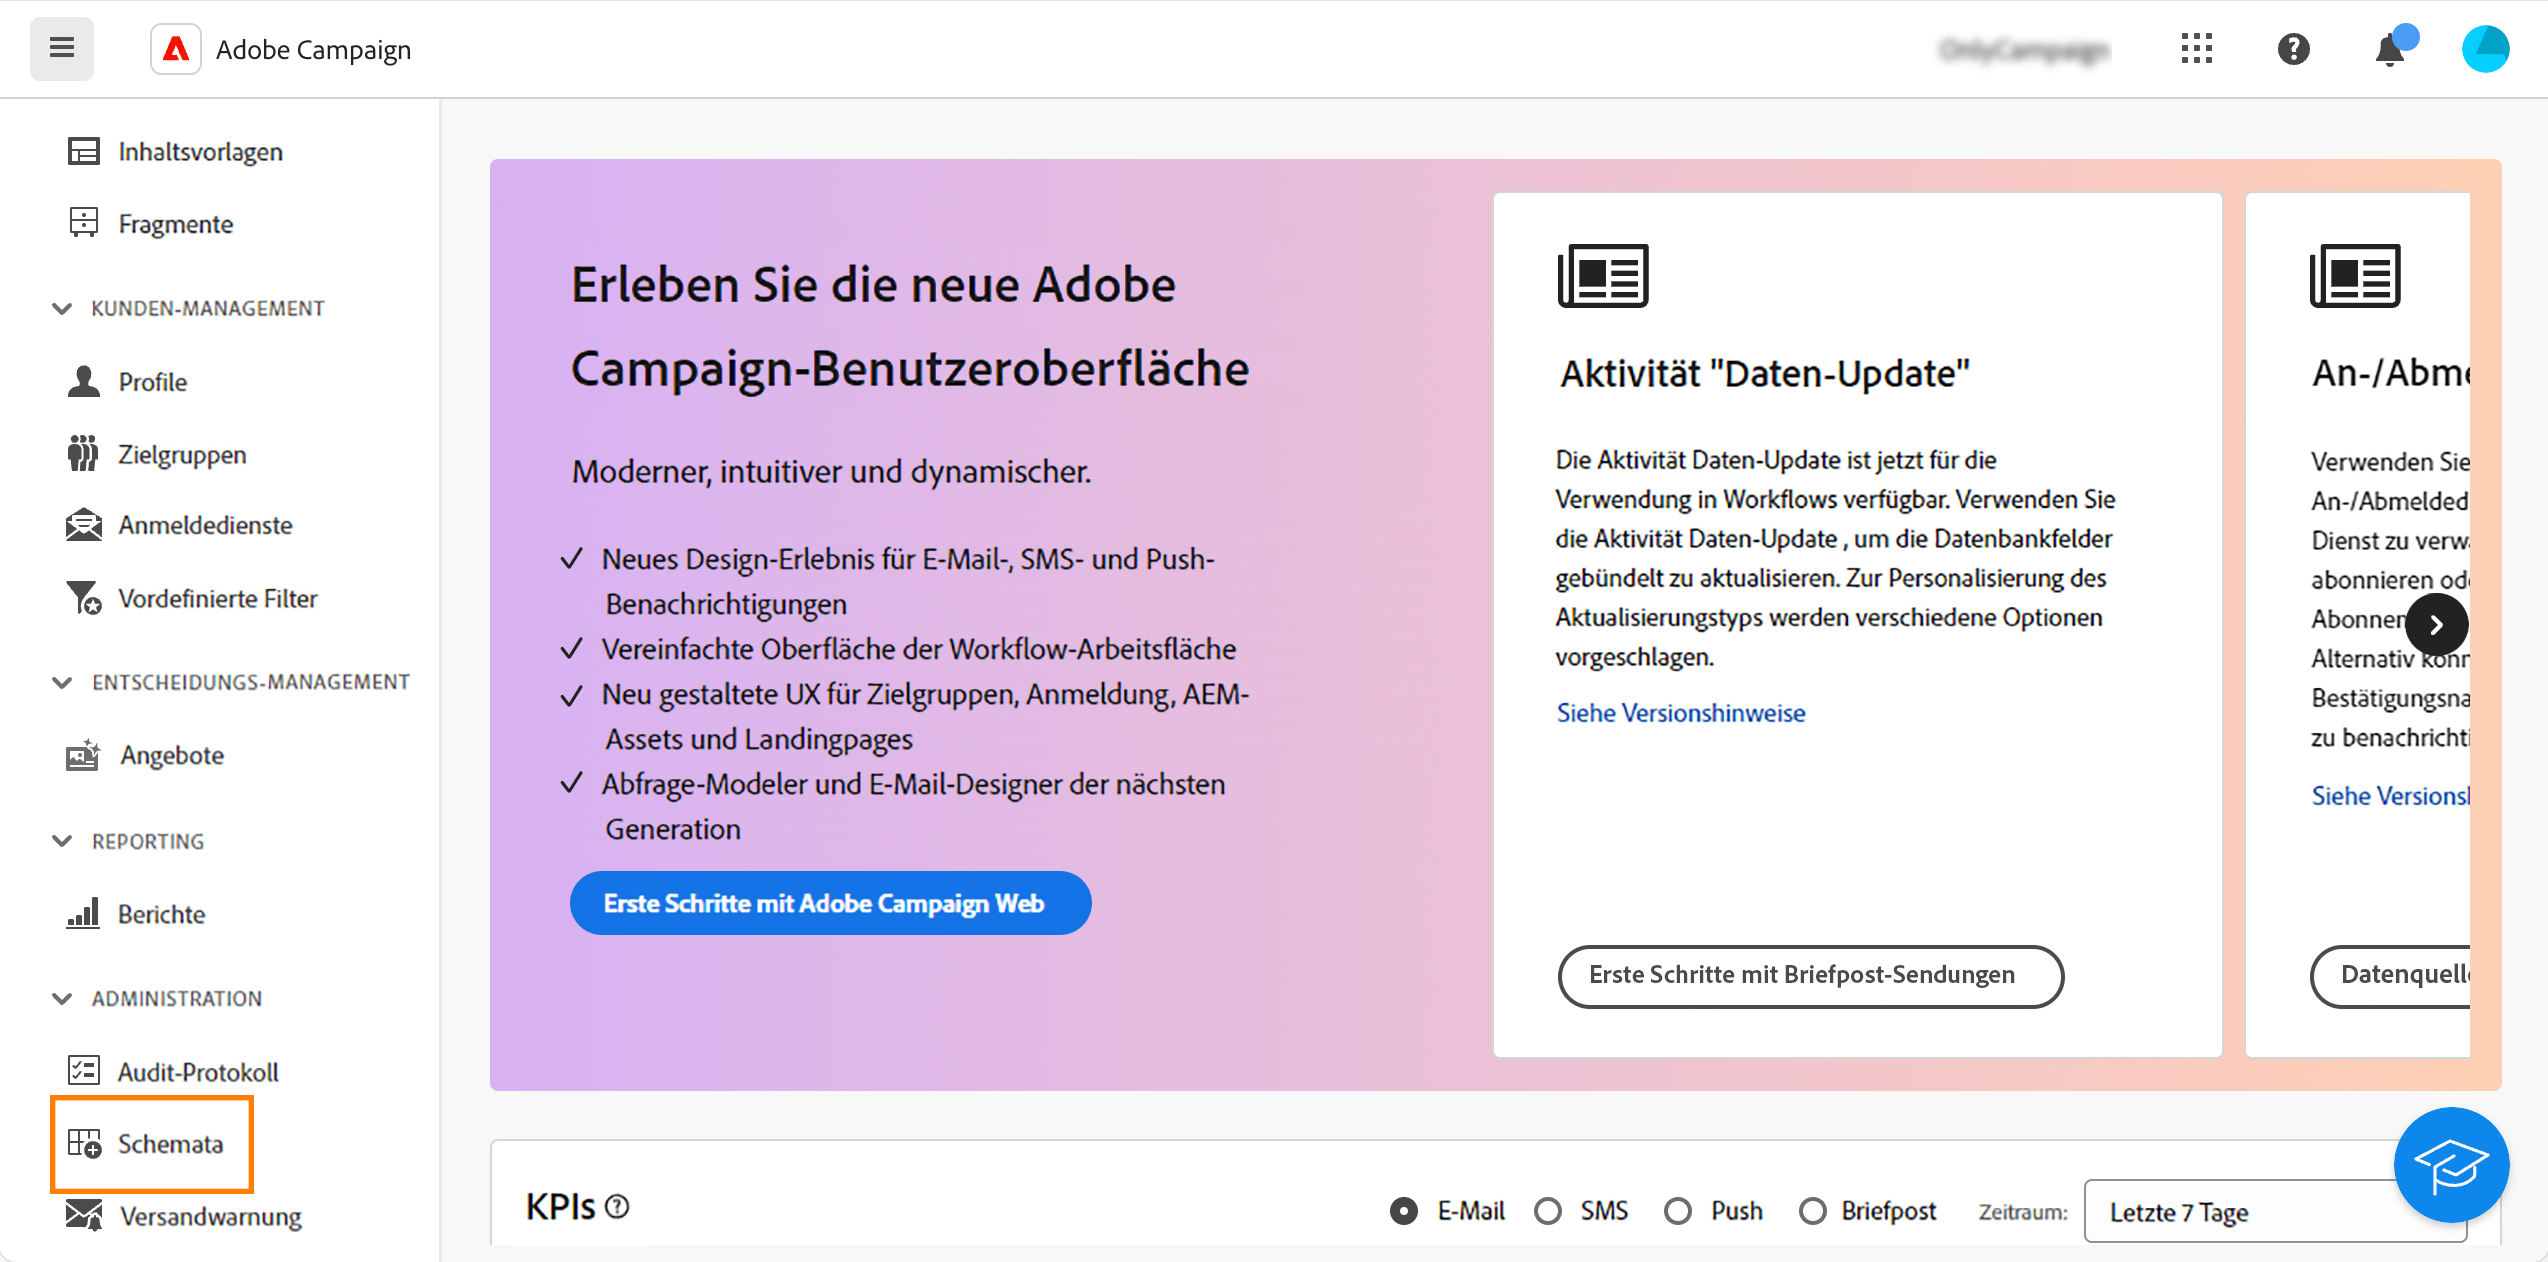 Adobe Campaign
Inhaltsvorlagen
Fragmente
KUNDEN-MANAGEMENT
Profile
Zielgruppen
Anmeldedienste
Vordefinierte Filter
ENTSCHEIDUNGS-MANAGEMENT
Angebote
REPORTING
Berichte
ADMINISTRATION
Audit-Protokoll
Schemata
Versandwarnung
Erleben Sie die neue Adobe
Campaign-Benutzeroberfläche
Moderner, intuitiver und dynamischer.
Neues Design-Erlebnis für E-Mail-, SMS- und Push-
Benachrichtigungen
Vereinfachte Oberfläche der Workflow-Arbeitsfläche
Neu gestaltete UX für Zielgruppen, Anmeldung, AEM-
Assets und Landingpages
Abfrage-Modeler und E-Mail-Designer der nächsten
Generation
Erste Schritte mit Adobe Campaign Web
Aktivität "Daten-Update"
Die Aktivität Daten-Update ist jetzt für die
Verwendung in Workflows verfügbar. Verwenden Sie
die Aktivität Daten-Update , um die Datenbankfelder
gebündelt zu aktualisieren. Zur Personalisierung des
Aktualisierungstyps werden verschiedene Optionen
vorgeschlagen.
Siehe Versionshinweise
Erste Schritte mit Briefpost-Sendungen
An-/Abme
Verwenden Sie
An-/Abmelded
Dienst zu verw
abonnieren od
Abonnen
Alternativ könn
Bestätigungsna
zu benachrichti
Siehe Versions
Datenquell
KPIs
E-Mail
SMS
Push
Briefpost
Zeitraum:
Letzte 7 Tage